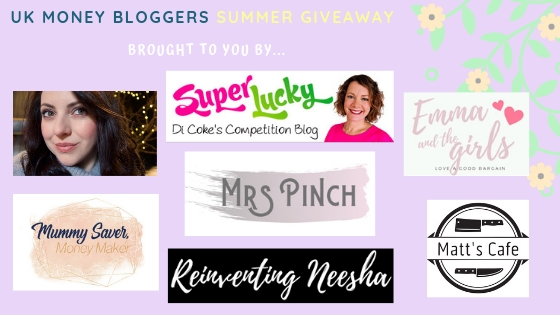 UK MONEY BLOGGERS SUMMER GIVEAWAY
BROUGHT TO YOU BY...
Super Lucky
Di Coke's Competition Blog
Emma
and the
girls
LOVE A GOOD BARGAIN
MRS PINCH
Mummy Saver,
Money Maker
Matt's Cafe
Reinventing Neesha